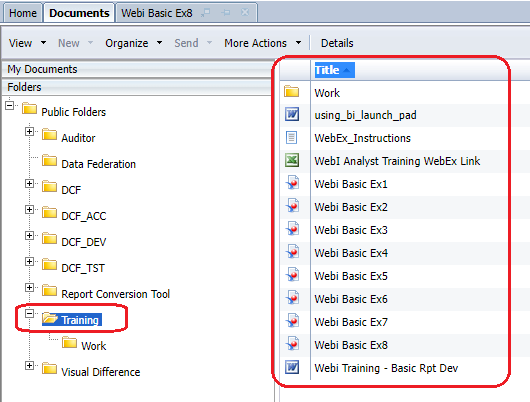 Home Documents Webi Basic Ex8
View New Organize Send More Actions Details
My Documents
Folders
Public Folders
Auditor
Data Federation
DCF
DCF_ACC
DCF_DEV
DCF_TST
Report Conversion Tool
Training
Work
Visual Difference
Title
Work
using_bi_launch_pad
WebEx_Instructions
WebI Analyst Training WebEx Link
Webi Basic Ex1
Webi Basic Ex2
Webi Basic Ex3
Webi Basic Ex4
Webi Basic Ex5
Webi Basic Ex6
Webi Basic Ex7
Webi Basic Ex8
Webi Training - Basic Rpt Dev